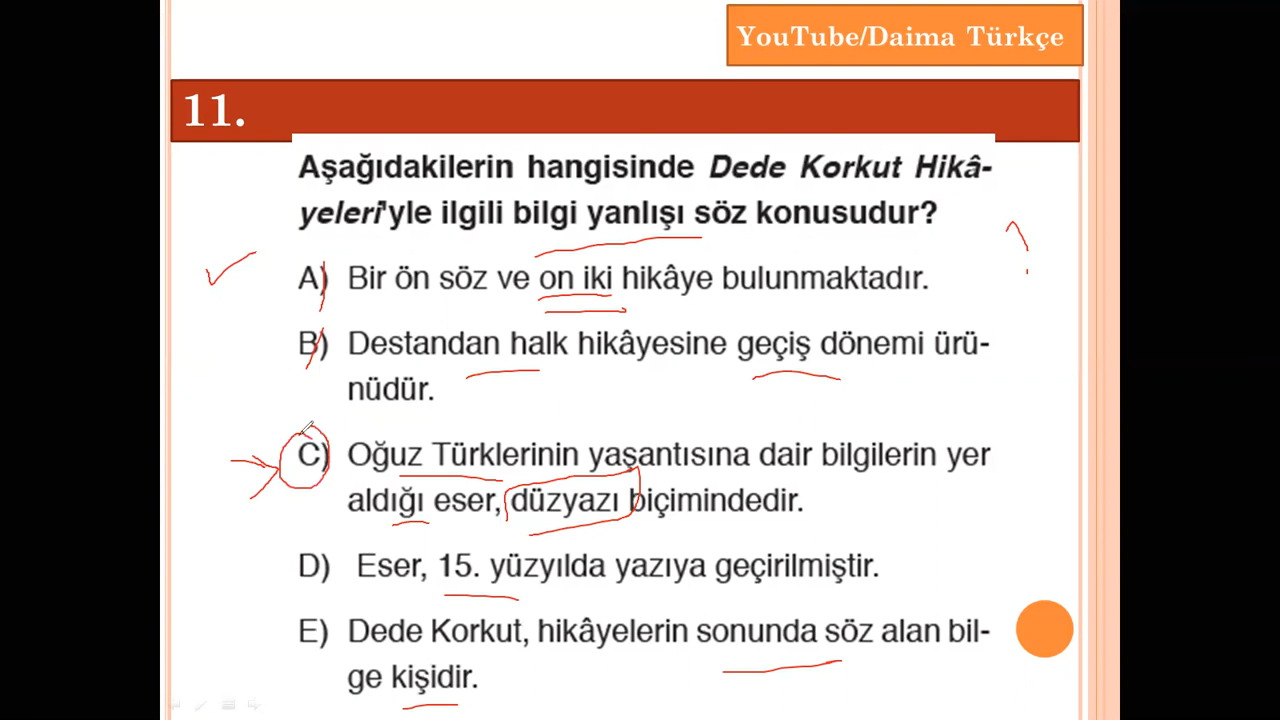 YouTube/Daima Türkçe
11.
Aşağıdakilerin hangisinde Dede Korkut Hikâ-
yeleri'yle ilgili bilgi yanlışı söz konusudur?
A) Bir ön söz ve on iki hikâye bulunmaktadır.
B) Destandan halk hikâyesine geçiş dönemi ürü-
nüdür.
C) Oğuz Türklerinin yaşantısına dair bilgilerin yer
aldığı eser, düzyazı biçimindedir.
D) Eser, 15. yüzyılda yazıya geçirilmiştir.
E) Dede Korkut, hikâyelerin sonunda söz alan bil-
ge kişidir.